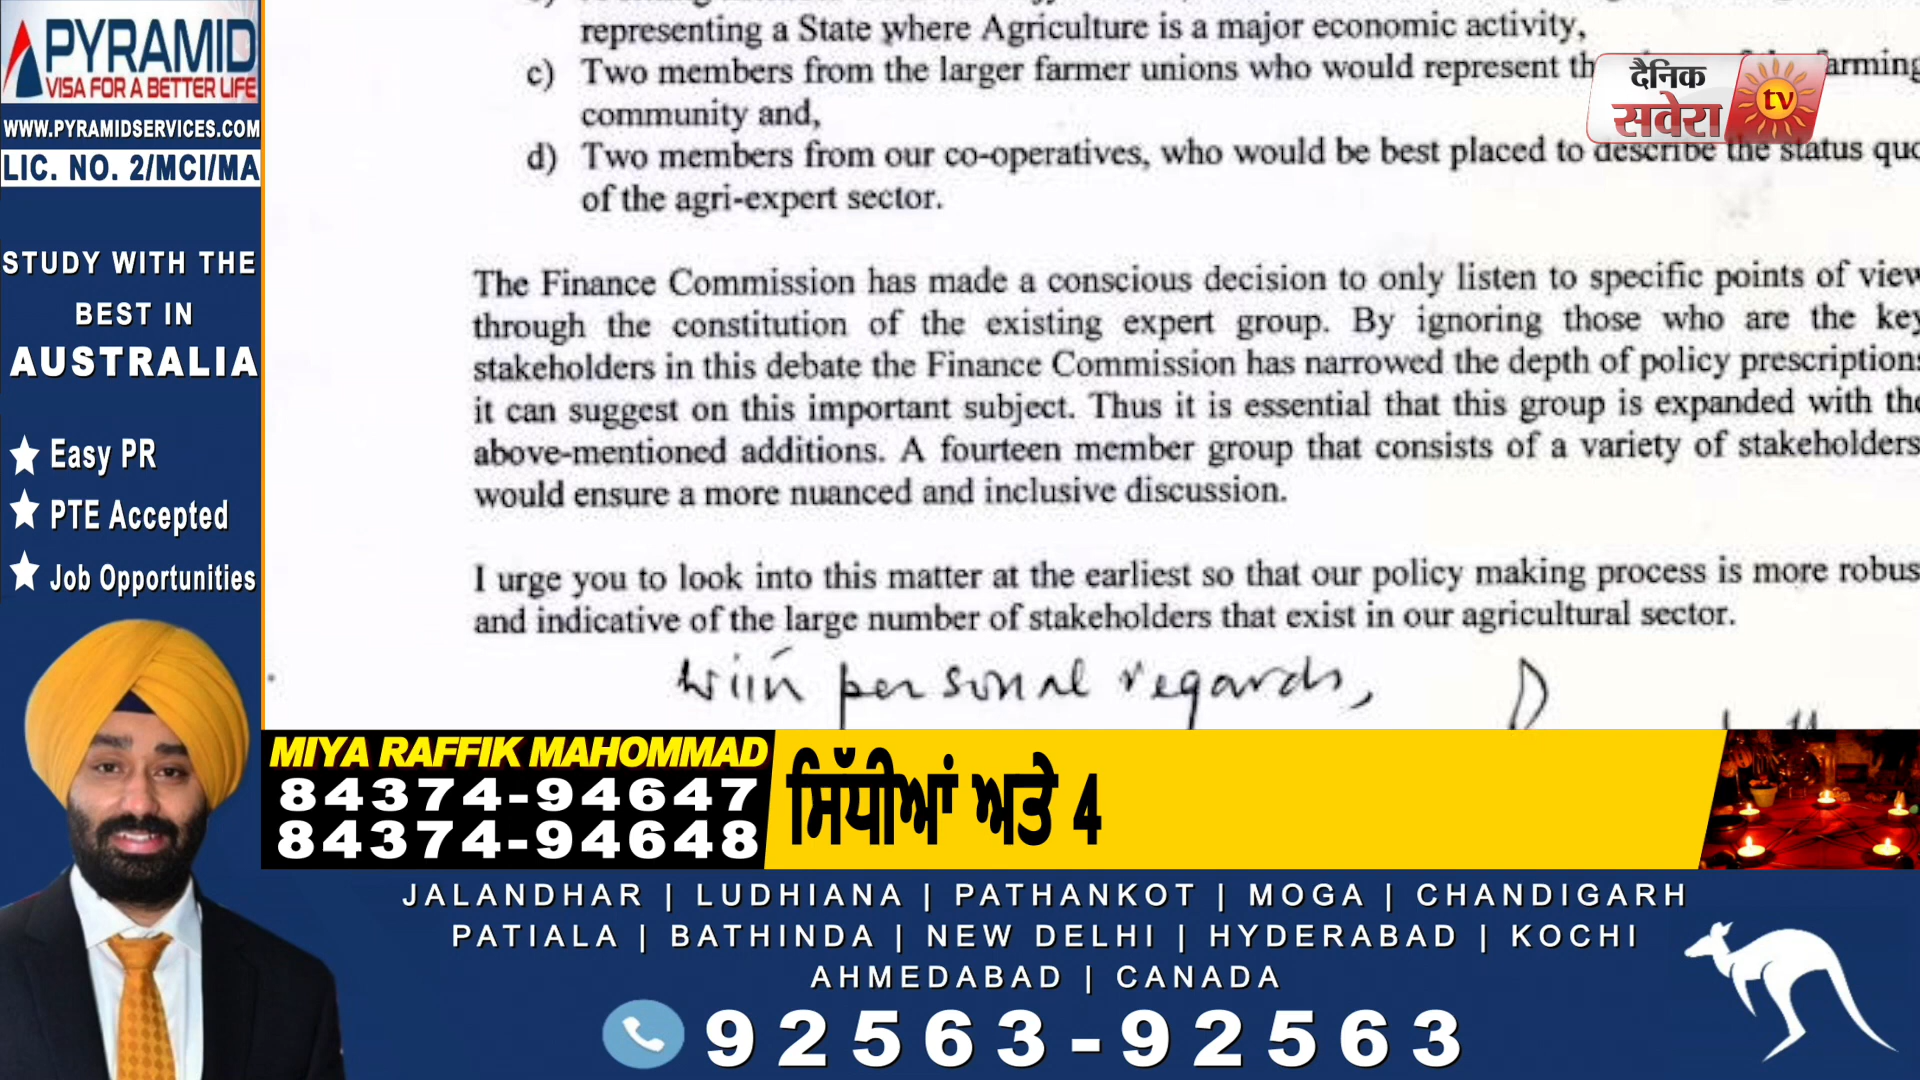 PYRAMID
VISA FOR A BETTER LIFE
WWW.PYRAMIDSERVICES.COM
LIC. NO. 2/MCI/MA
STUDY WITH THE
BEST IN
AUSTRALIA
Easy PR
PTE Accepted
Job Opportunities
representing a State where Agriculture is a major economic activity,
c) Two members from the larger farmer unions who would represent farming
community and,
d) Two members from our co-operatives, who would be best placed to describe the status quo
of the agri-expert sector.
दैनिक
सवेरा
tv
The Finance Commission has made a conscious decision to only listen to specific points of view
through the constitution of the existing expert group. By ignoring those who are the key
stakeholders in this debate the Finance Commission has narrowed the depth of policy prescriptions
it can suggest on this important subject. Thus it is essential that this group is expanded with the
above-mentioned additions. A fourteen member group that consists of a variety of stakeholders
would ensure a more nuanced and inclusive discussion.
I urge you to look into this matter at the earliest so that our policy making process is more robus
and indicative of the large number of stakeholders that exist in our agricultural sector.
With personal regards,
MIYA RAFFIK MAHOMMAD
84374-94647
84374-94648
ਸਿੱਧੀਆਂ ਅਤੇ 4
JALANDHAR | LUDHIANA | PATHANKOT | MOGA | CHANDIGARH
PATIALA | BATHINDA | NEW DELHI | HYDERABAD | KOCHI
AHMEDABAD | CANADA
92563-92563